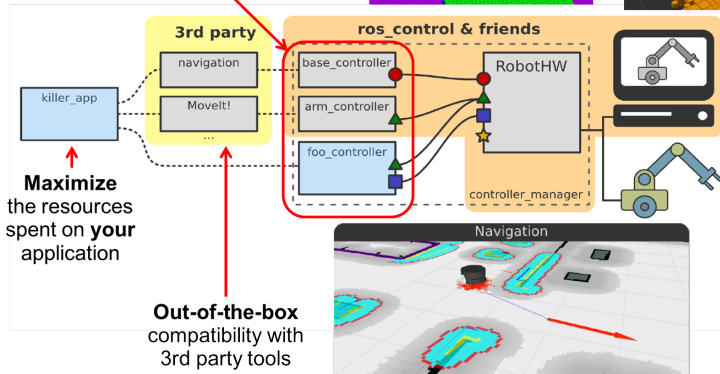 3rd party
ros_control & friends
navigation
base_controller
RobotHW
killer_app
MoveIt!
arm_controller
...
foo_controller
controller_manager
Maximize
the resources
spent on your
application
Navigation
Out-of-the-box
compatibility with
3rd party tools